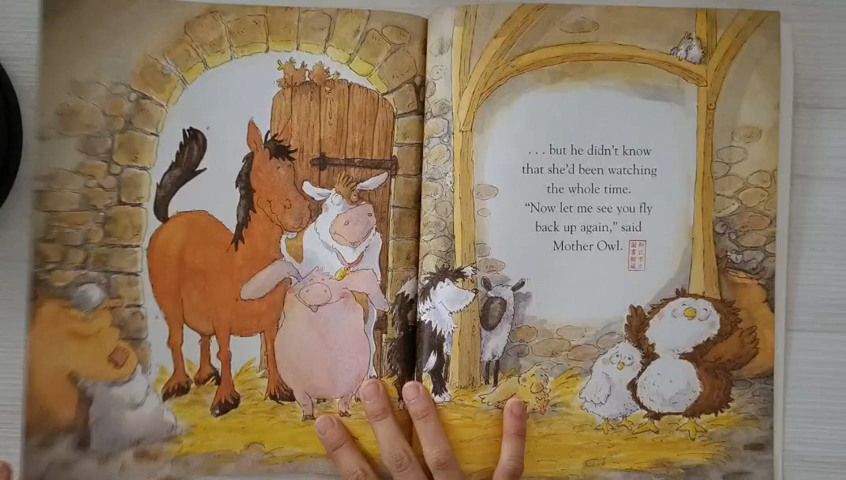 . . . but he didn't know
that she'd been watching
the whole time.
"Now let me see you fly
back up again," said
Mother Owl.